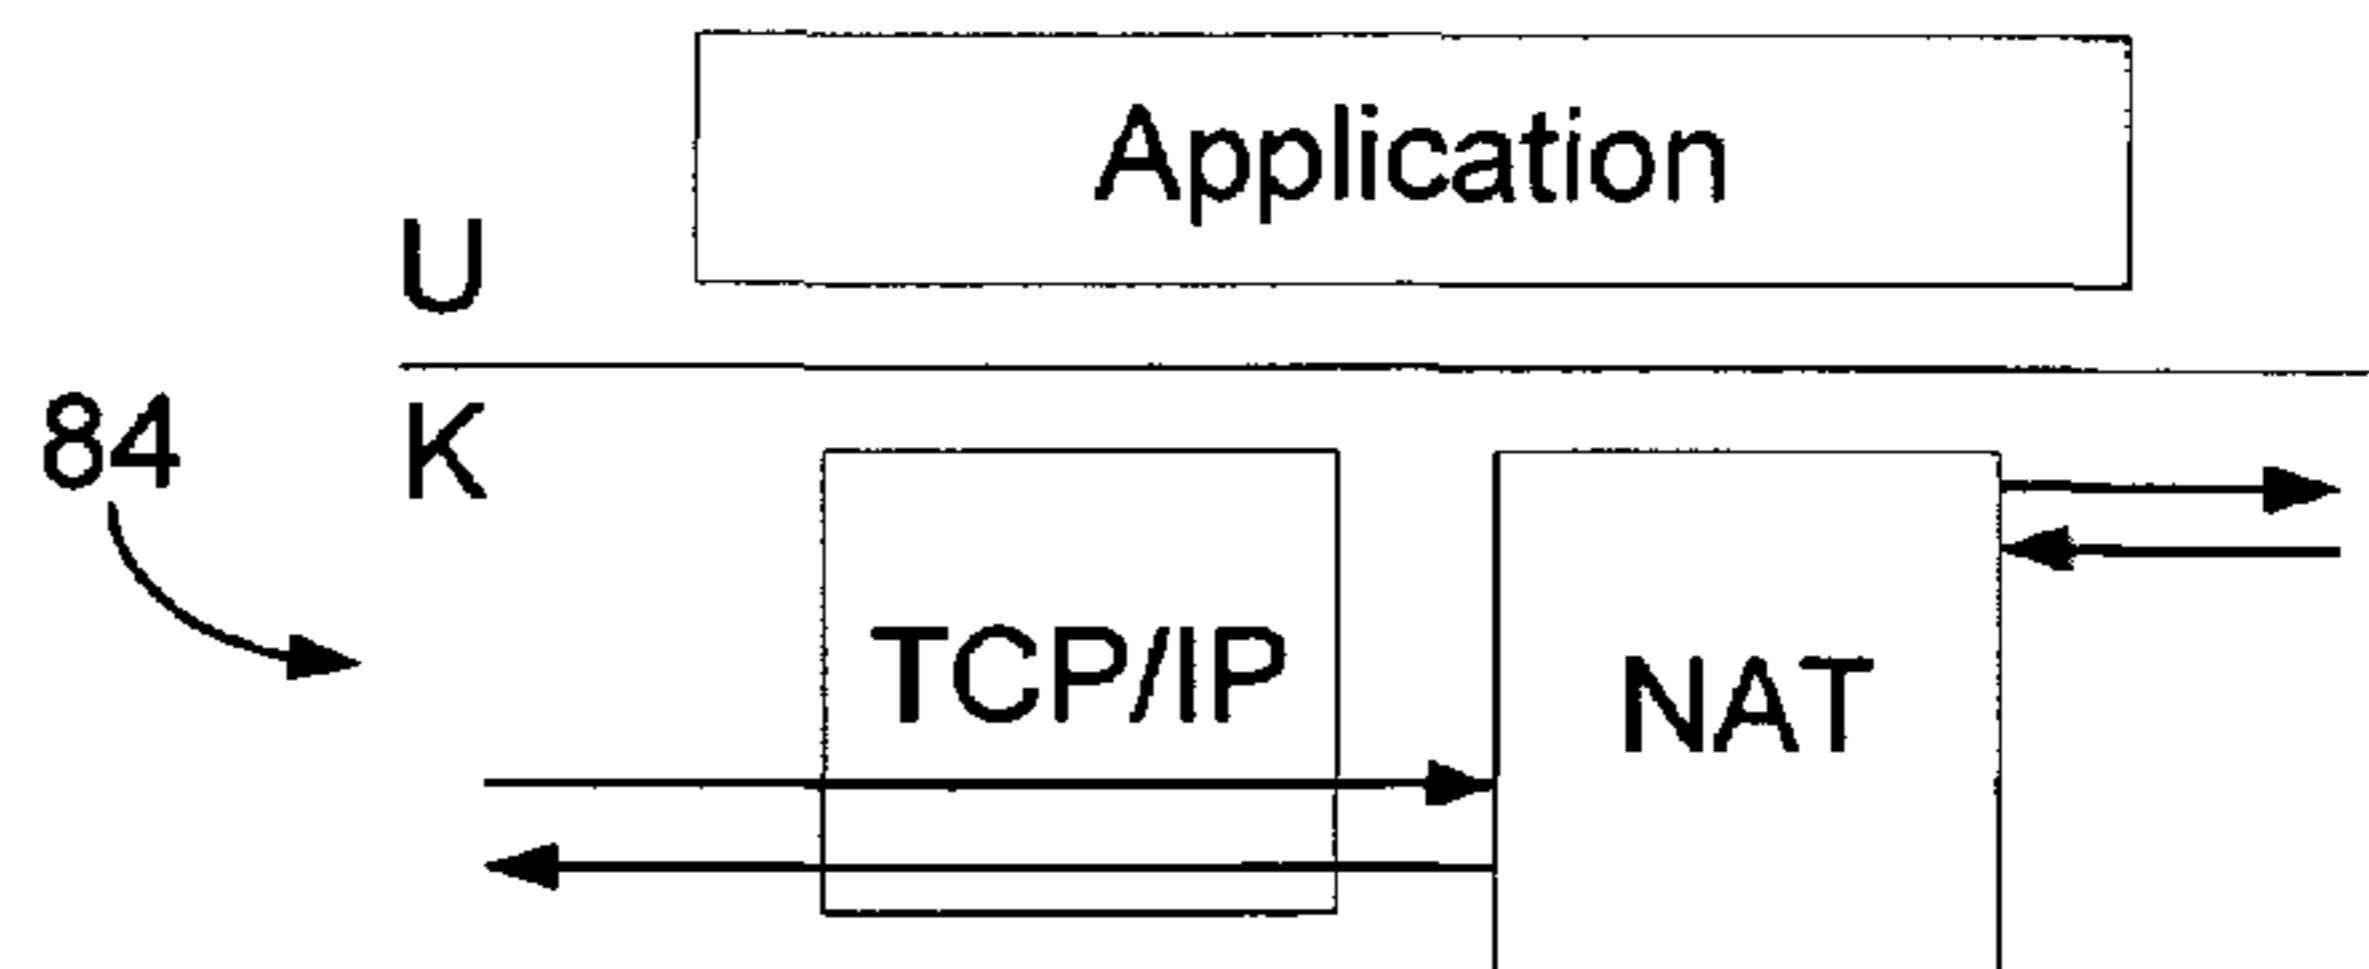 Application
U
84
K
TCP/IP
NAT